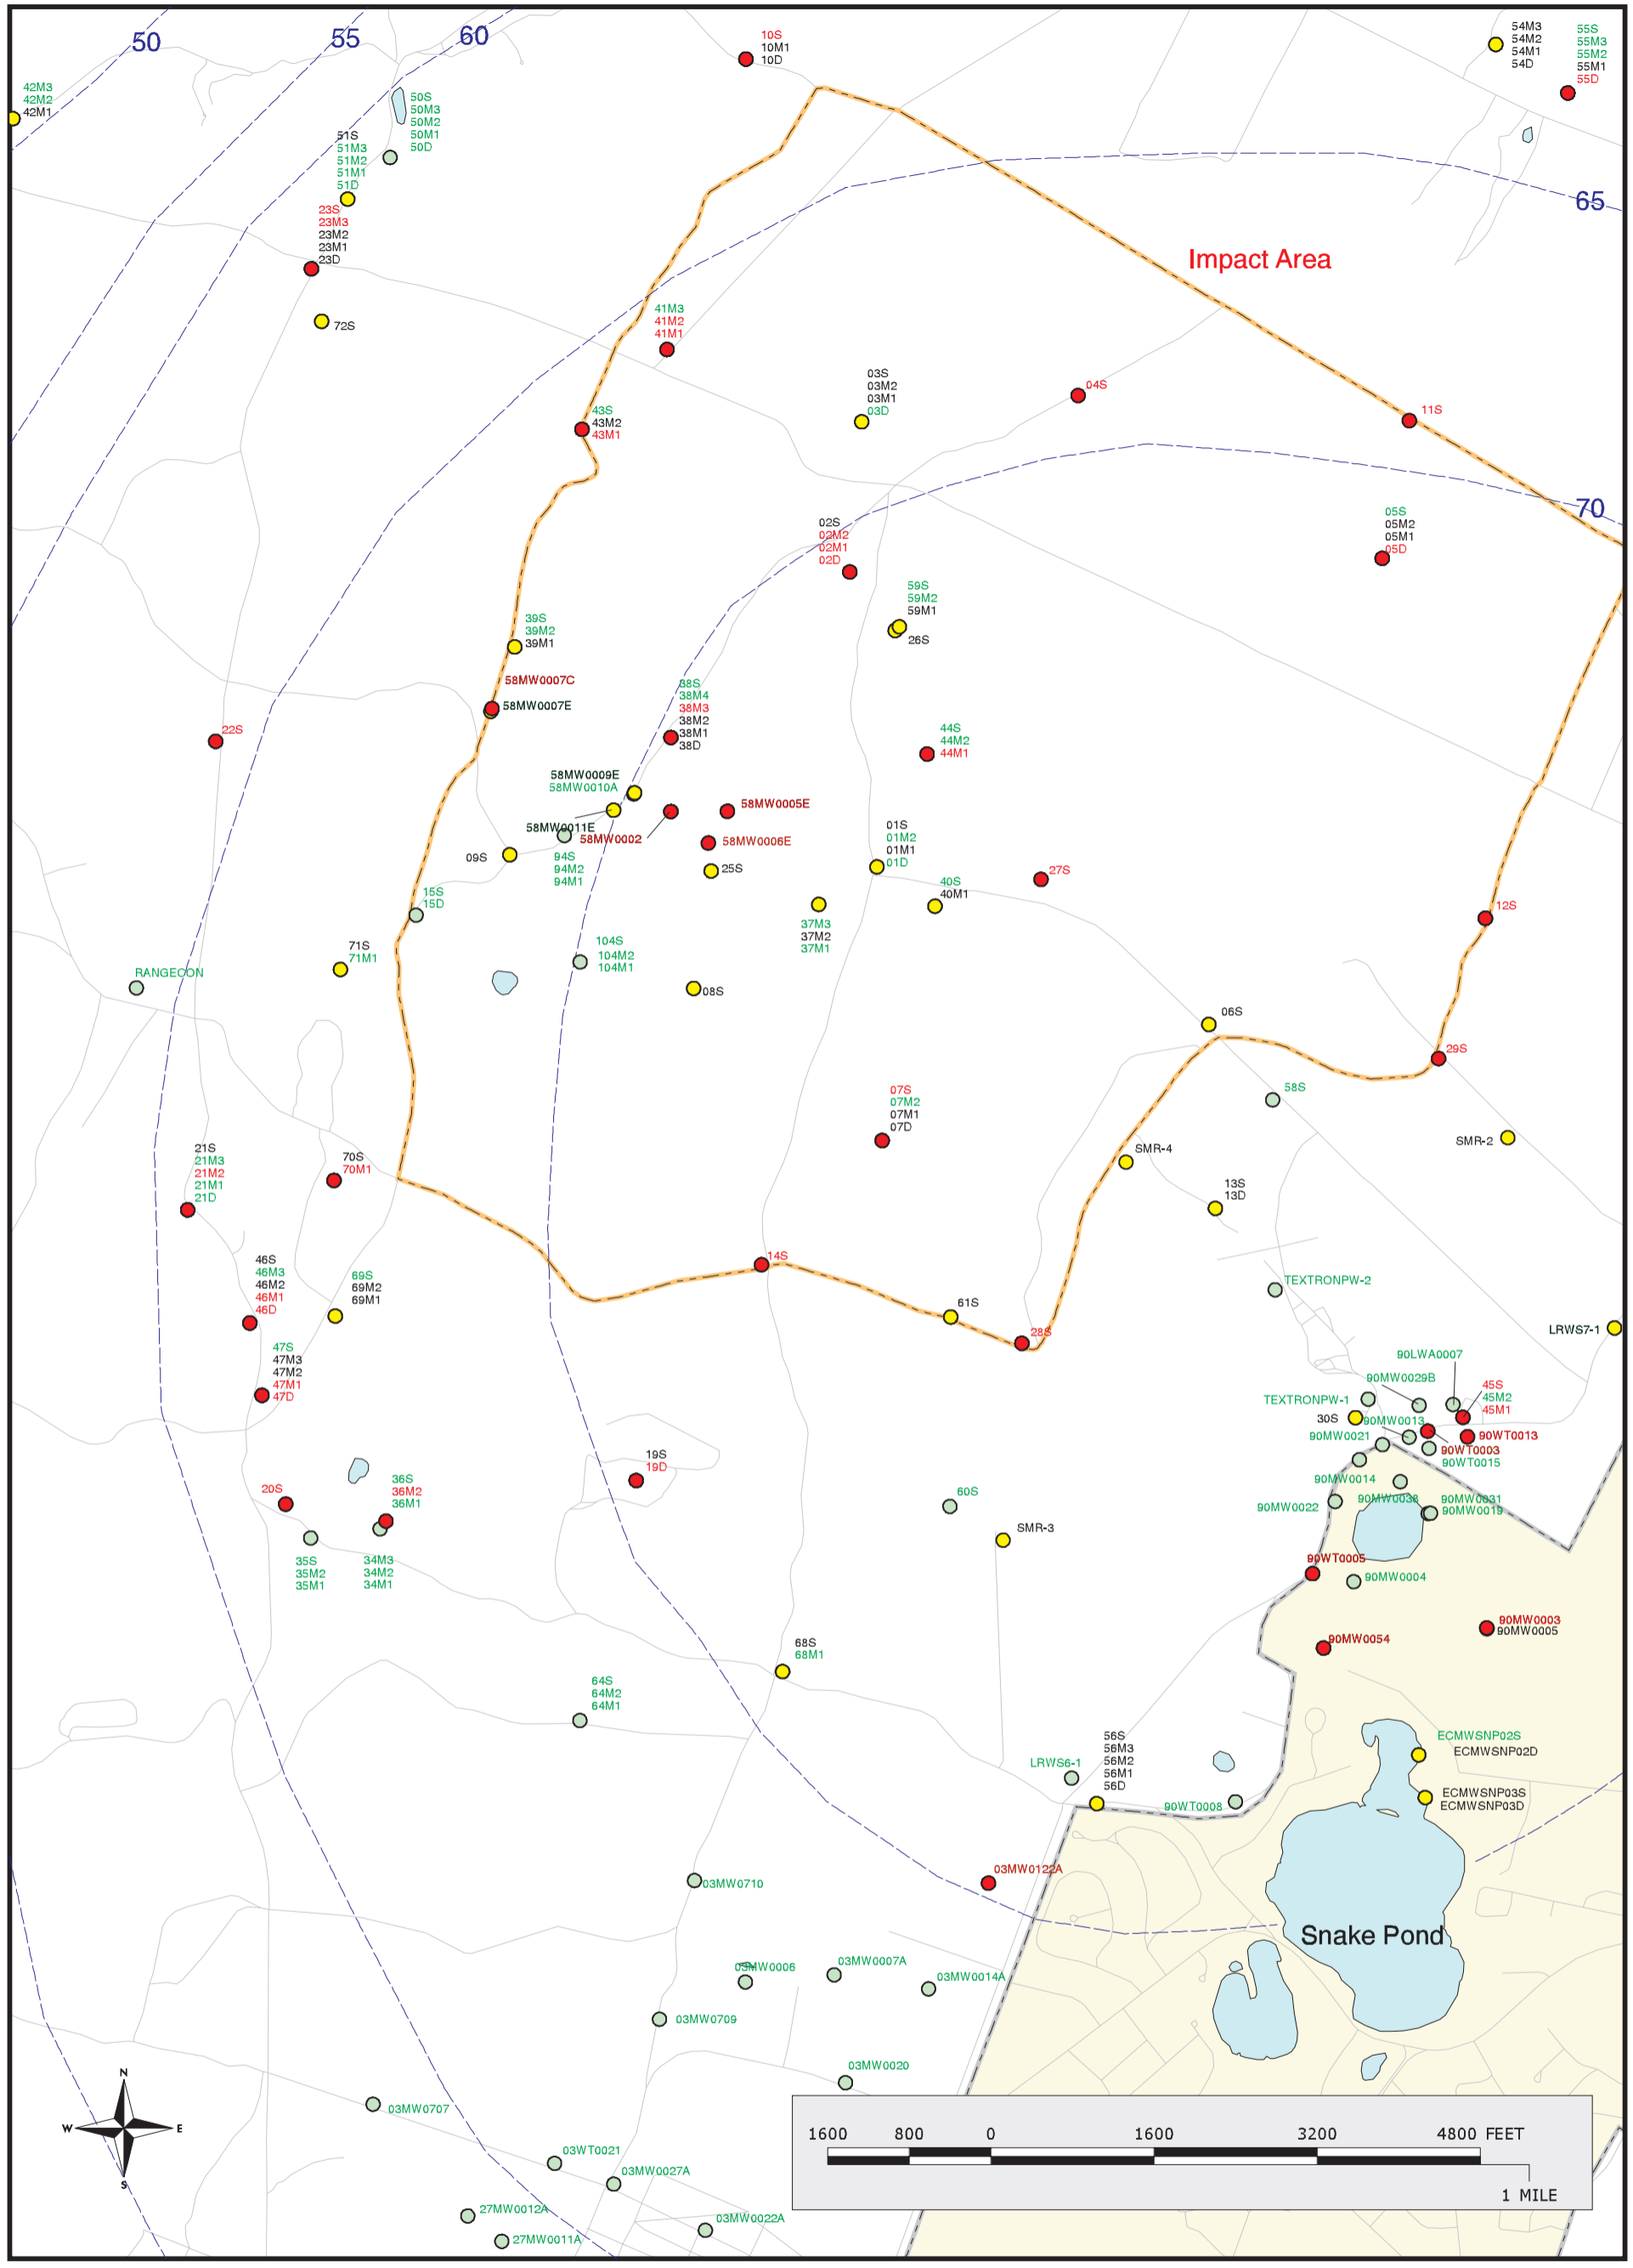 50
55
60
10S
10M1
10D
54M3
54M2
54M1
54D
55S
55M3
55M2
55M1
55D
42M3
42M2
42M1
50S
50M3
50M2
50M1
50D
51S
51M3
51M2
51M1
51D
65
23S
23M3
23M2
23M1
23D
Impact Area
72S
41M3
41M2
41M1
03S
03M2
03M1
03D
04S
11S
43S
43M2
43M1
70
02S
02M2
02M1
02D
05S
05M2
05M1
05D
59S
59M2
59M1
26S
39S
39M2
39M1
58MW0007C
58MW0007E
38S
38M4
38M3
38M2
38M1
38D
22S
44S
44M2
44M1
58MW0009E
58MW0010A
58MW0011E
58MW0002
58MW0005E
58MW0006E
01S
01M2
01M1
01D
09S
94S
94M2
94M1
25S
27S
40S
40M1
15S
15D
12S
37M3
37M2
37M1
71S
71M1
104S
104M2
104M1
RANGECON
08S
06S
29S
58S
07S
07M2
07M1
07D
SMR-2
SMR-4
21S
21M3
21M2
21M1
21D
70S
70M1
13S
13D
14S
46S
46M3
46M2
46M1
46D
69S
69M2
69M1
TEXTRONPW-2
61S
28S
LRWS7-1
47S
47M3
47M2
47M1
47D
90LWA0007
90MW0029B
45S
45M2
45M1
TEXTRONPW-1
30S
90MW0013
90MW0021
90WT0013
90WT0003
90WT0015
19S
19D
20S
36S
36M2
36M1
90MW0014
60S
90MW0022
90MW0038
90MW0031
90MW0019
SMR-3
35S
35M2
35M1
34M3
34M2
34M1
90WT0005
90MW0004
90MW0003
90MW0005
90MW0054
68S
68M1
64S
64M2
64M1
56S
56M3
56M2
56M1
56D
LRWS6-1
ECMWSNP02S
ECMWSNP02D
ECMWSNP03S
ECMWSNP03D
90WT0008
03MW0122A
03MW0710
Snake Pond
03MW0006
03MW0007A
03MW0014A
03MW0709
03MW0020
N
W E
S
03MW0707
1600 800 0 1600 3200 4800 FEET
1 MILE
03WT0021
03MW0027A
27MW0012A
03MW0022A
27MW0011A